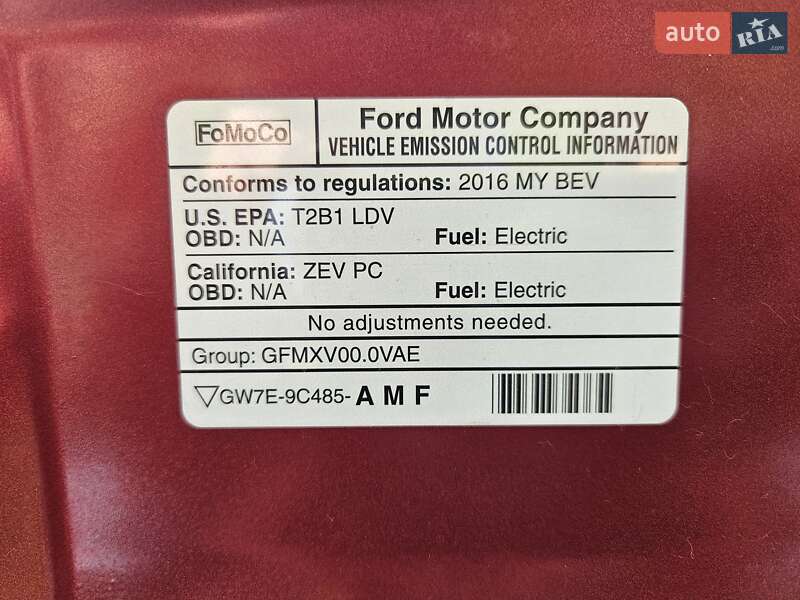 auto RIA .com
FoMoCo
Ford Motor Company
VEHICLE EMISSION CONTROL INFORMATION
Conforms to regulations: 2016 MY BEV
U.S. EPA: T2B1 LDV
OBD: N/A Fuel: Electric
California: ZEV PC
OBD: N/A Fuel: Electric
No adjustments needed.
Group: GFMXV00.0VAE
GW7E-9C485- A M F